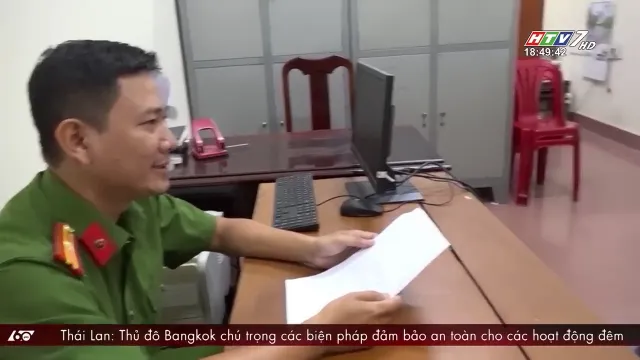 HTV7 HD
18:49:42
60 Thái Lan: Thủ đô Bangkok chú trọng các biện pháp đảm bảo an toàn cho các hoạt động đêm